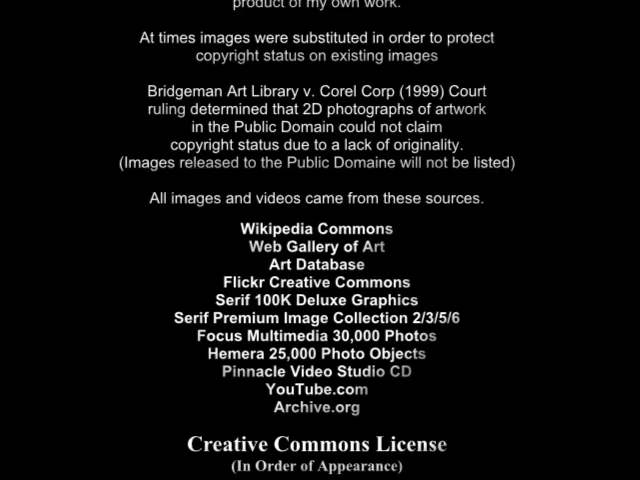 product of my own work.
At times images were substituted in order to protect
copyright status on existing images
Bridgeman Art Library v. Corel Corp (1999) Court
ruling determined that 2D photographs of artwork
in the Public Domain could not claim
copyright status due to a lack of originality.
(Images released to the Public Domaine will not be listed)
All images and videos came from these sources.
Wikipedia Commons
Web Gallery of Art
Art Database
Flickr Creative Commons
Serif 100K Deluxe Graphics
Serif Premium Image Collection 2/3/5/6
Focus Multimedia 30,000 Photos
Hemera 25,000 Photo Objects
Pinnacle Video Studio CD
YouTube.com
Archive.org
Creative Commons License
(In Order of Appearance)